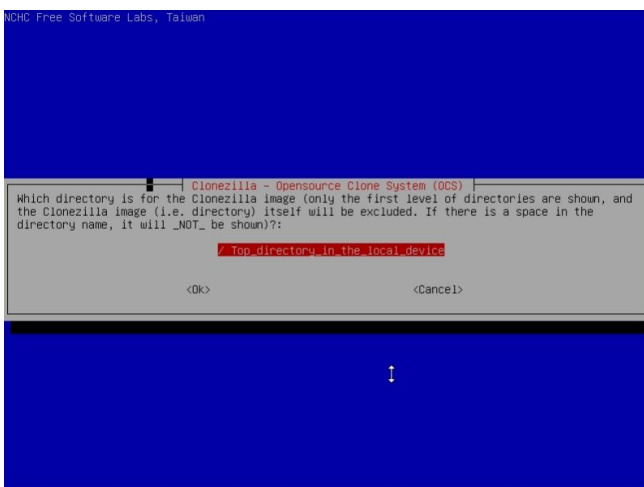 NCHC Free Software Labs, Taiwan
Clonezilla - Opensource Clone System (OCS)
Which directory is for the Clonezilla image (only the first level of directories are shown, and
the Clonezilla image (i.e. directory) itself will be excluded. If there is a space in the
directory name, it will _NOT_ be shown)?:
/ Top_directory_in_the_local_device
<Ok> <Cancel>